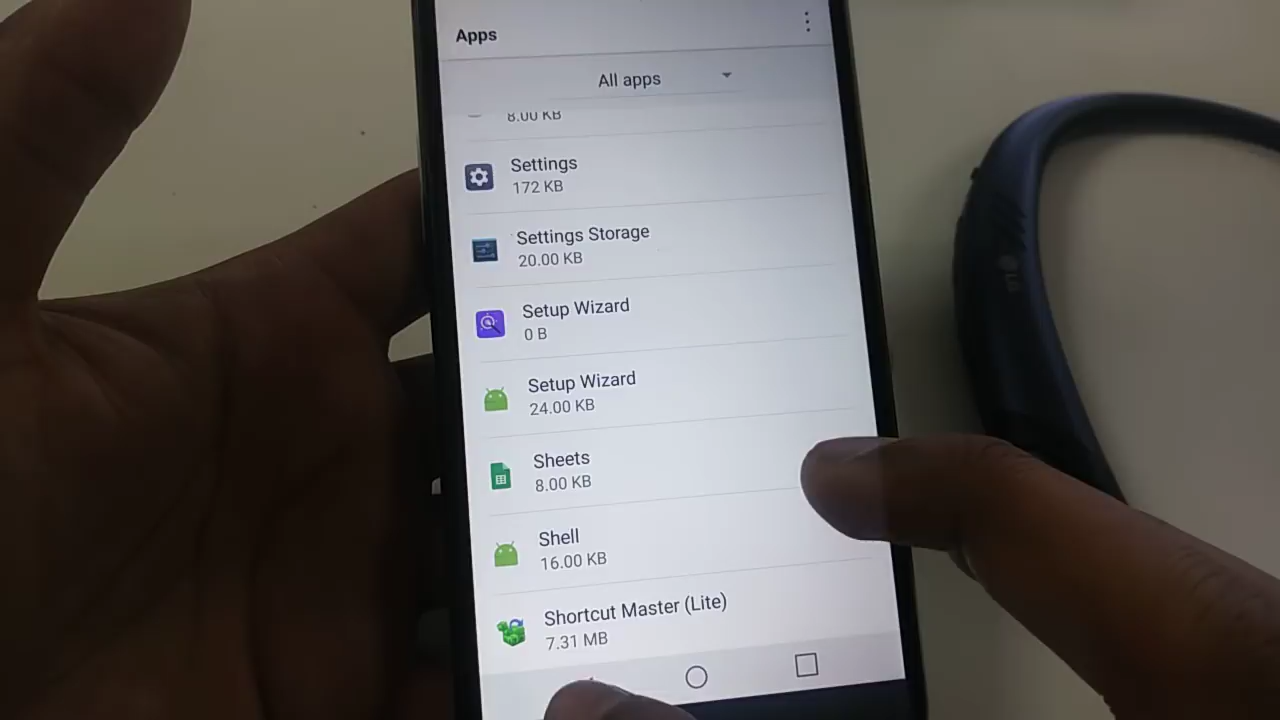 Apps
All apps
8.00 KB
Settings
172 KB
Settings Storage
20.00 KB
Setup Wizard
0 B
Setup Wizard
24.00 KB
Sheets
8.00 KB
Shell
16.00 KB
Shortcut Master (Lite)
7.31 MB
LG